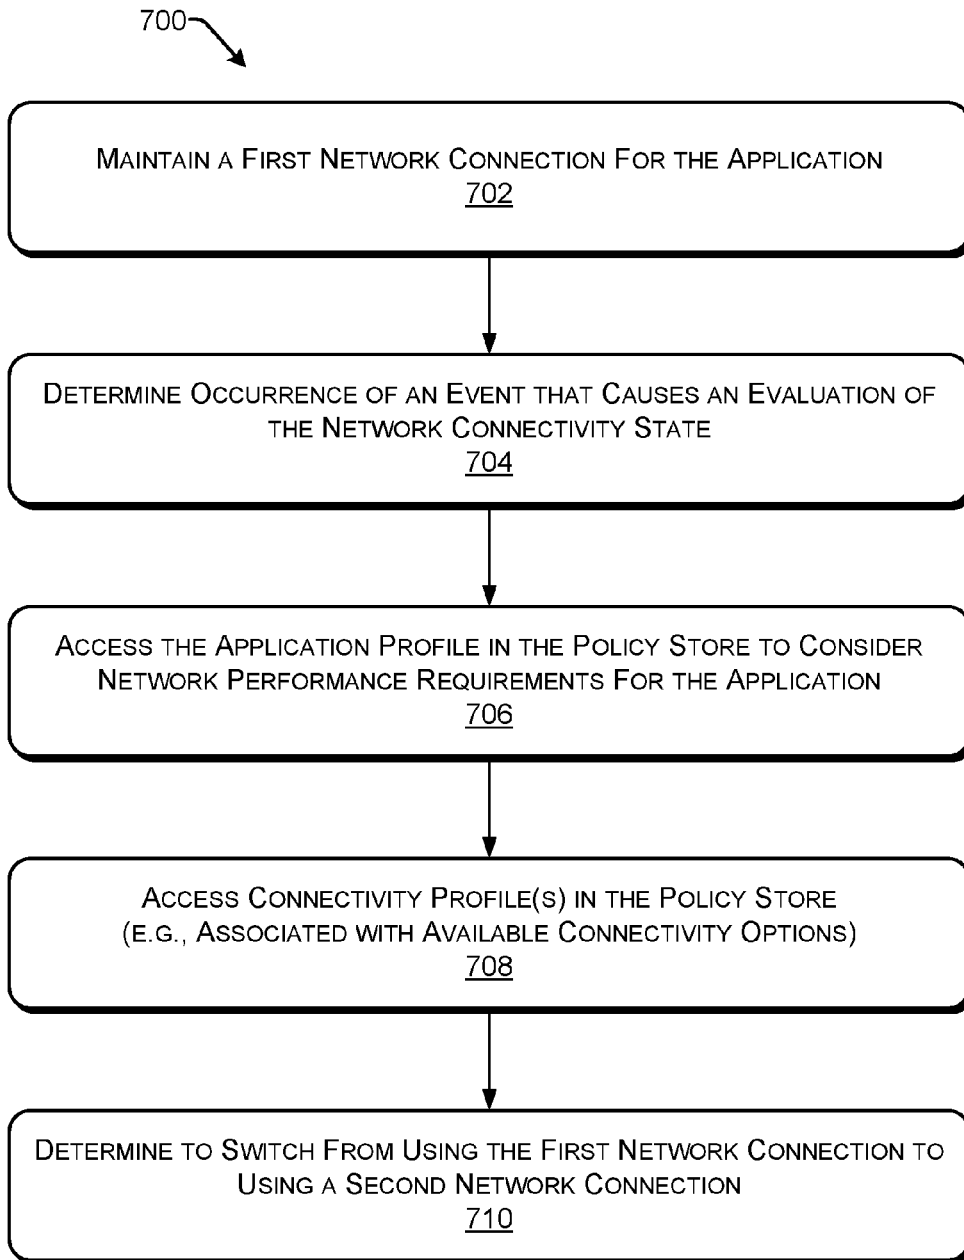 700
MAINTAIN A FIRST NETWORK CONNECTION FOR THE APPLICATION
702
DETERMINE OCCURRENCE OF AN EVENT THAT CAUSES AN EVALUATION OF
THE NETWORK CONNECTIVITY STATE
704
ACCESS THE APPLICATION PROFILE IN THE POLICY STORE TO CONSIDER
NETWORK PERFORMANCE REQUIREMENTS FOR THE APPLICATION
706
ACCESS CONNECTIVITY PROFILE(S) IN THE POLICY STORE
(E.G., ASSOCIATED WITH AVAILABLE CONNECTIVITY OPTIONS)
708
DETERMINE TO SWITCH FROM USING THE FIRST NETWORK CONNECTION TO
USING A SECOND NETWORK CONNECTION
710